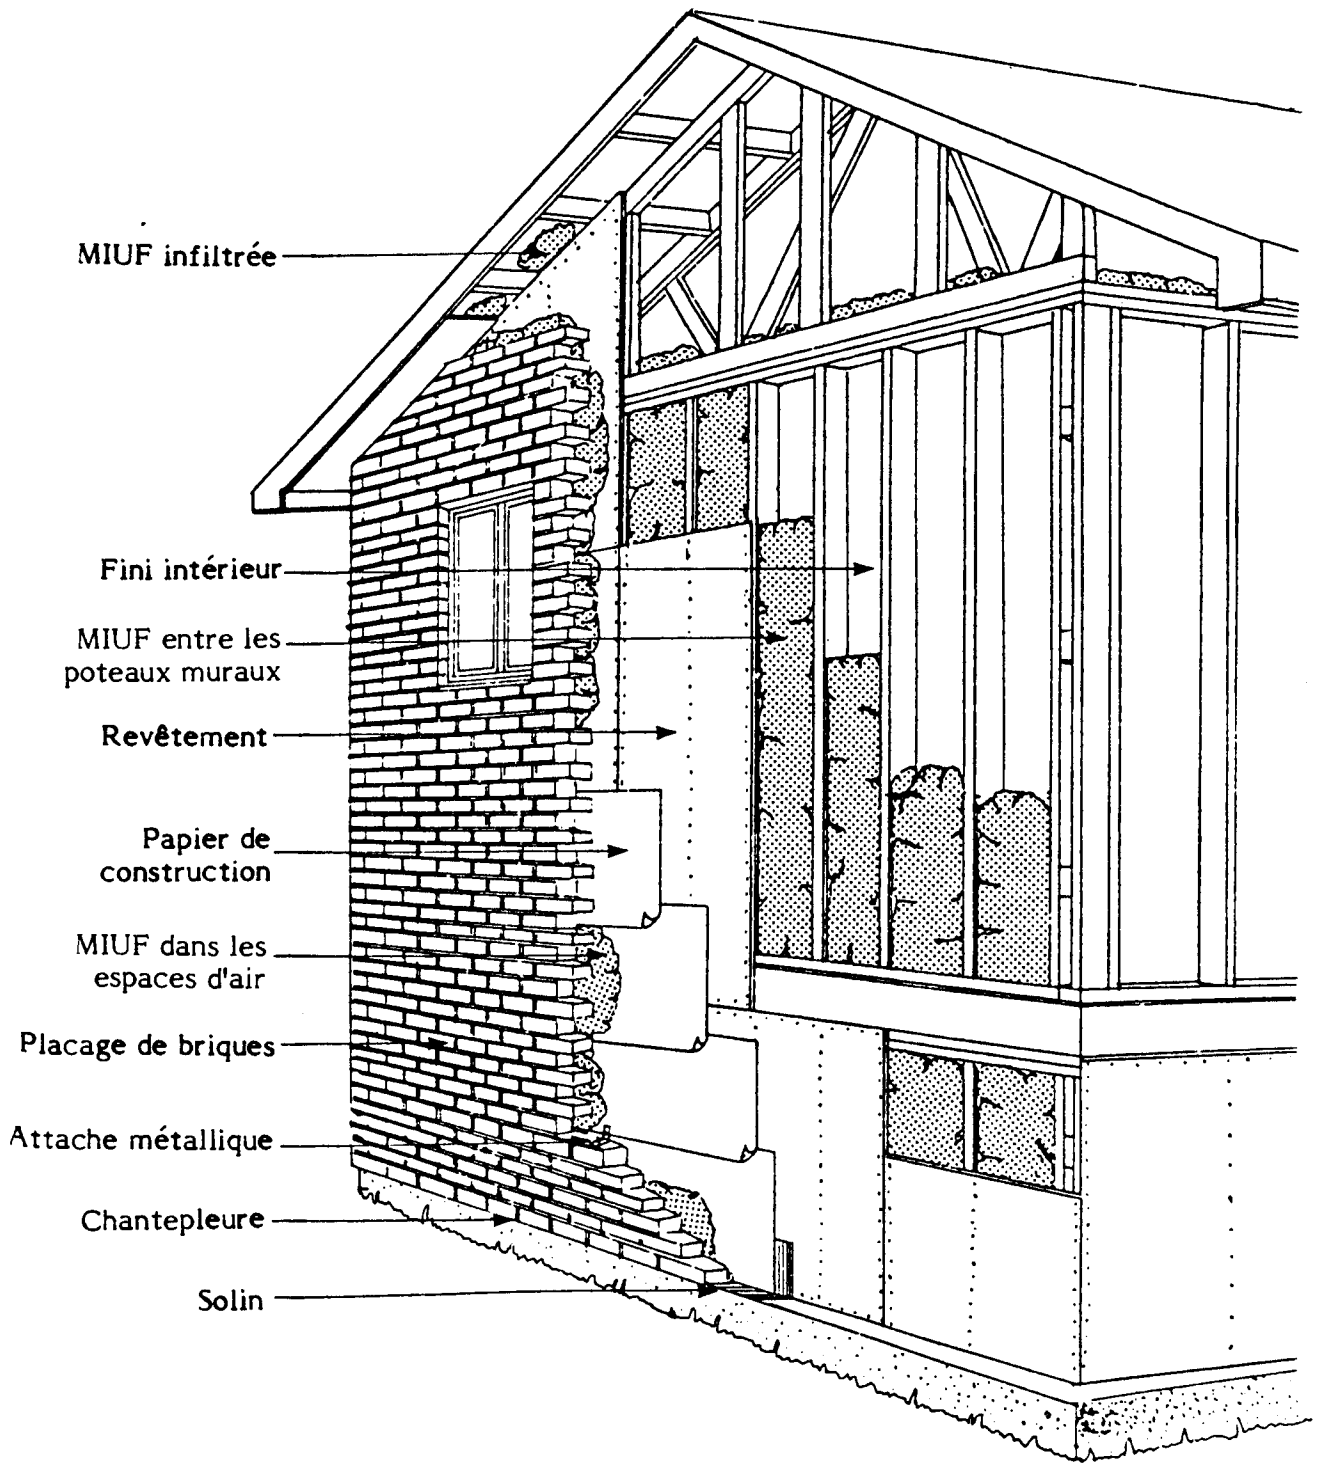 MIUF infiltrée
Fini intérieur
MIUF entre les
poteaux muraux
Revêtement
Papier de
construction
MIUF dans les
espaces d'air
Placage de briques
Attache métallique
Chantepleure
Solin